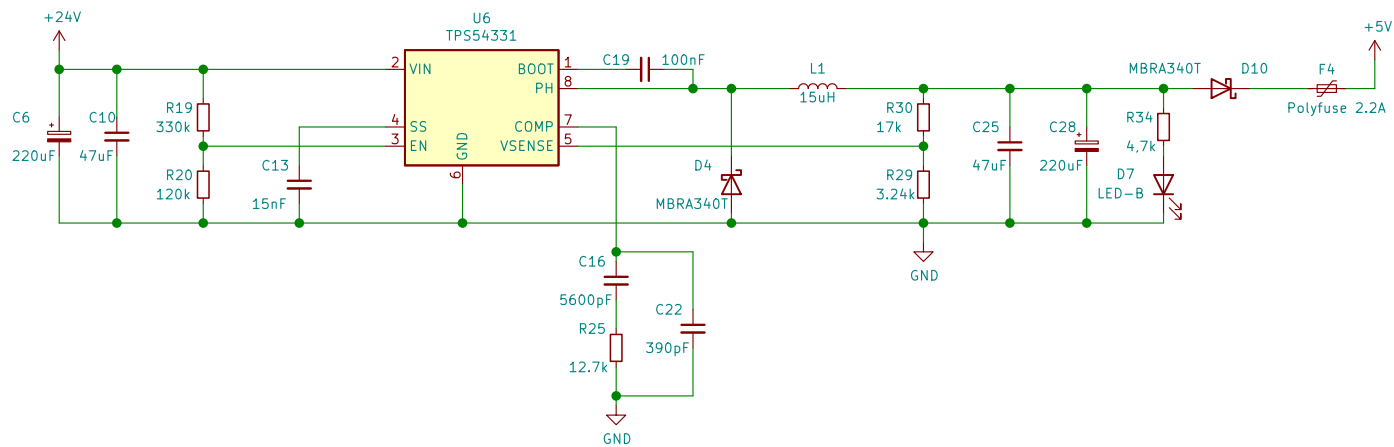 +24V
U6
TPS54331
+5V
C6
220uF
C10
47uF
R19
330k
R20
120k
C13
15nF
2
VIN
4
SS
3
EN
GND
6
BOOT
1
PH
8
COMP
7
VSENSE
5
C19
100nF
L1
15uH
D4
MBRA340T
R30
17k
R29
3.24k
C25
47uF
C28
220uF
MBRA340T
D10
F4
Polyfuse 2.2A
R34
4,7k
D7
LED-B
GND
C16
5600pF
R25
12.7k
C22
390pF
GND